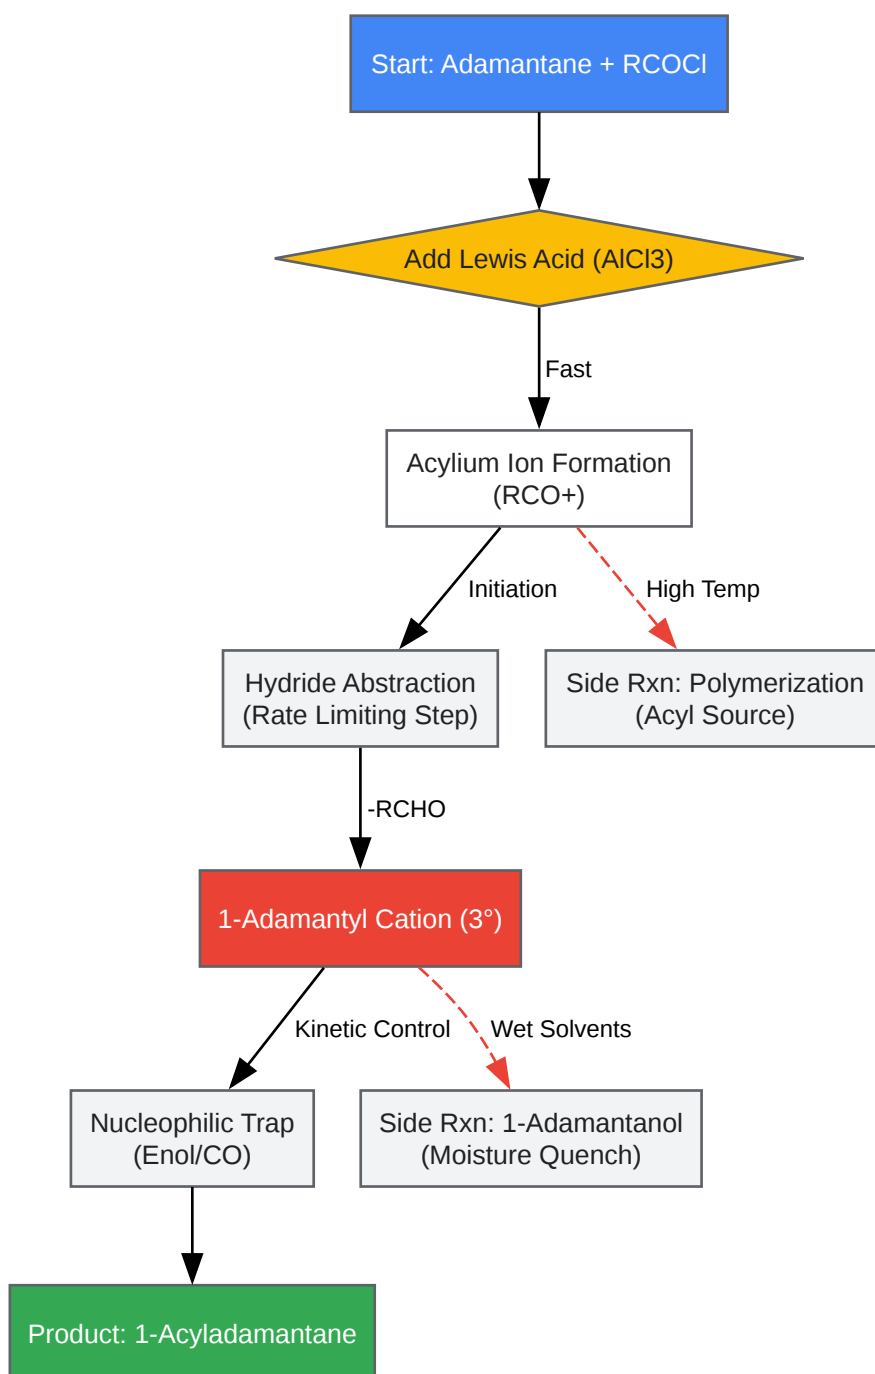 Start: Adamantane + RCOCl
Add Lewis Acid (AlCl3)
Fast
Acylium Ion Formation
(RCO+)
Initiation
High Temp
Hydride Abstraction
(Rate Limiting Step)
Side Rxn: Polymerization
(Acyl Source)
-RCHO
1-Adamantyl Cation (3°)
Kinetic Control
Wet Solvents
Nucleophilic Trap
(Enol/CO)
Side Rxn: 1-Adamantanol
(Moisture Quench)
Product: 1-Acyladamantane